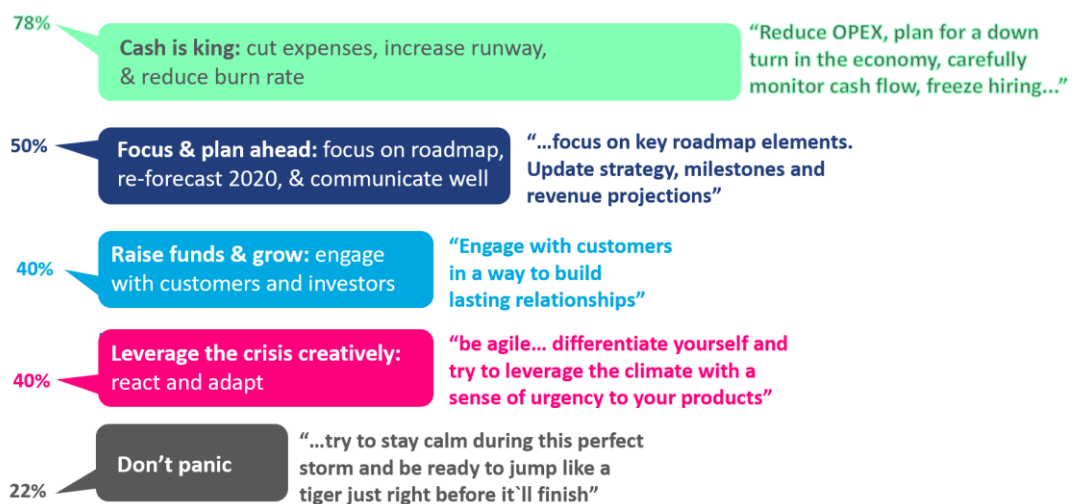 78%
Cash is king: cut expenses, increase runway,
& reduce burn rate
“Reduce OPEX, plan for a down
turn in the economy, carefully
monitor cash flow, freeze hiring...”
50%
Focus & plan ahead: focus on roadmap,
re-forecast 2020, & communicate well
“...focus on key roadmap elements.
Update strategy, milestones and
revenue projections”
40%
Raise funds & grow: engage
with customers and investors
“Engage with customers
in a way to build
lasting relationships”
40%
Leverage the crisis creatively:
react and adapt
“be agile... differentiate yourself and
try to leverage the climate with a
sense of urgency to your products”
22%
Don’t panic
“...try to stay calm during this perfect
storm and be ready to jump like a
tiger just right before it`ll finish”